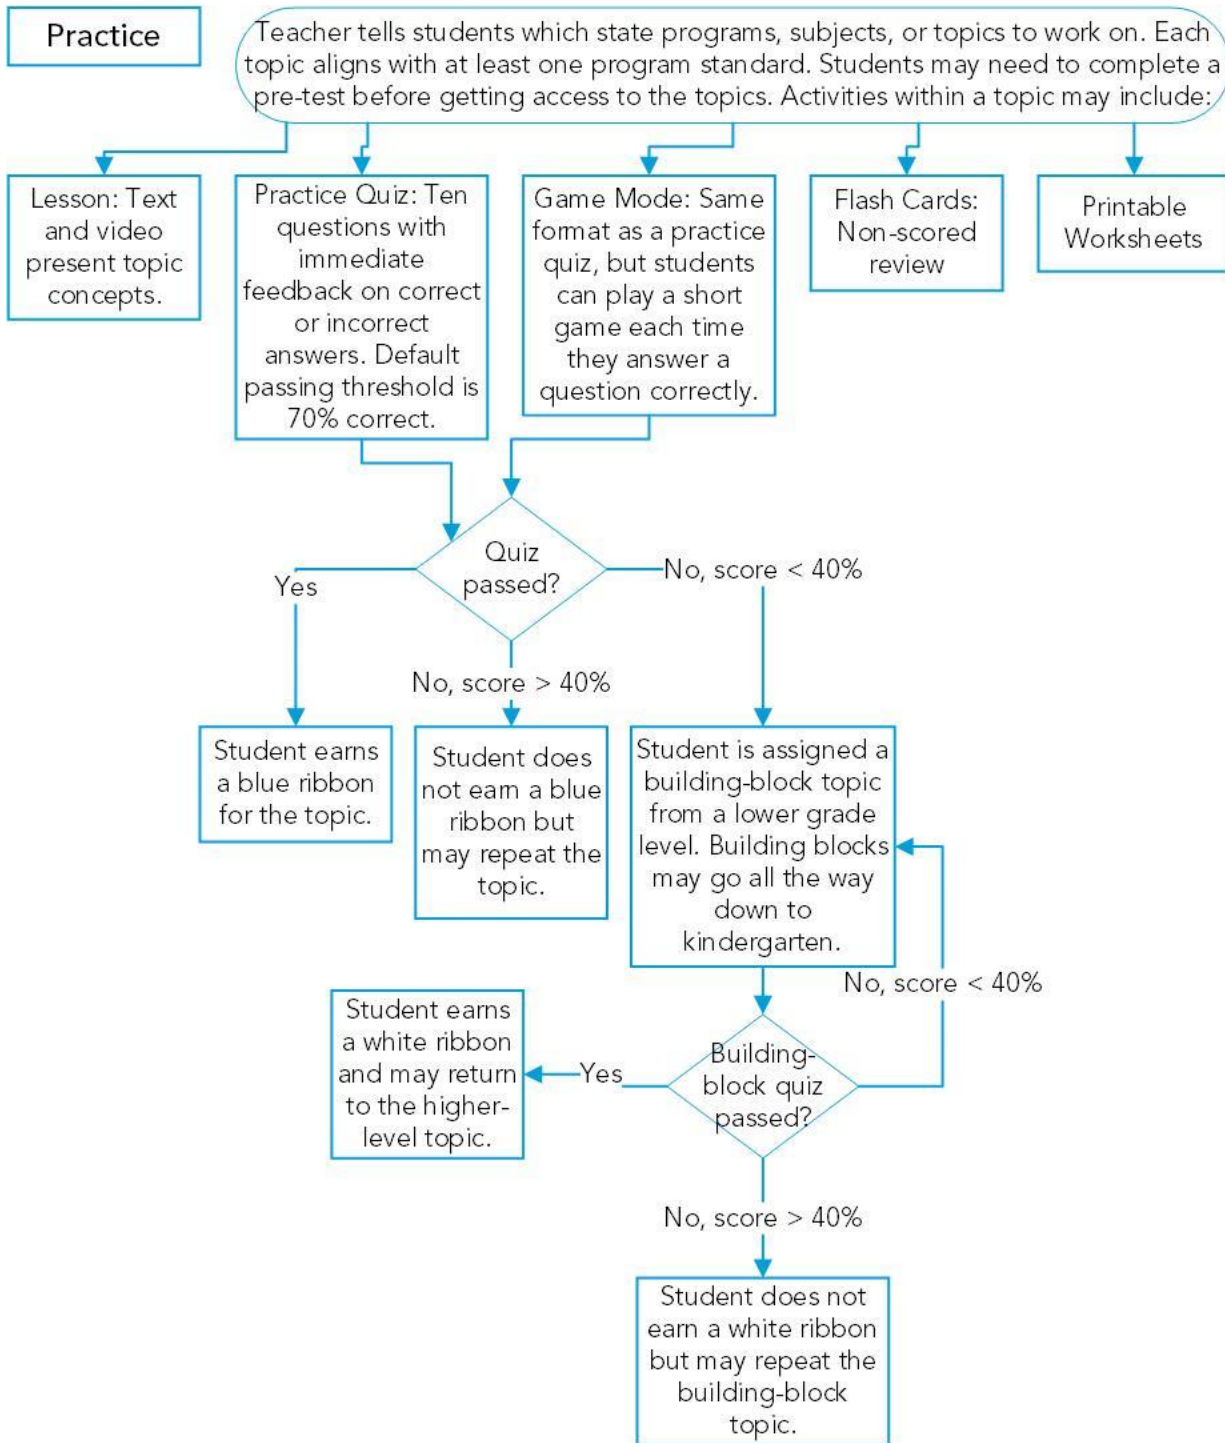 Practice
Teacher tells students which state programs, subjects, or topics to work on. Each
topic aligns with at least one program standard. Students may need to complete a
pre-test before getting access to the topics. Activities within a topic may include:
Lesson: Text
and video
present topic
concepts.
Practice Quiz: Ten
questions with
immediate
feedback on correct
or incorrect
answers. Default
passing threshold is
70% correct.
Game Mode: Same
format as a practice
quiz, but students
can play a short
game each time
they answer a
question correctly.
Flash Cards:
Non-scored
review
Printable
Worksheets
Quiz
passed?
Yes
No, score < 40%
No, score > 40%
Student earns
a blue ribbon
for the topic.
Student does
not earn a blue
ribbon but
may repeat the
topic.
Student is assigned a
building-block topic
from a lower grade
level. Building blocks
may go all the way
down to
kindergarten.
No, score < 40%
Student earns
a white ribbon
and may return
to the higher-
level topic.
Yes
Building-
block quiz
passed?
No, score > 40%
Student does not
earn a white ribbon
but may repeat the
building-block
topic.